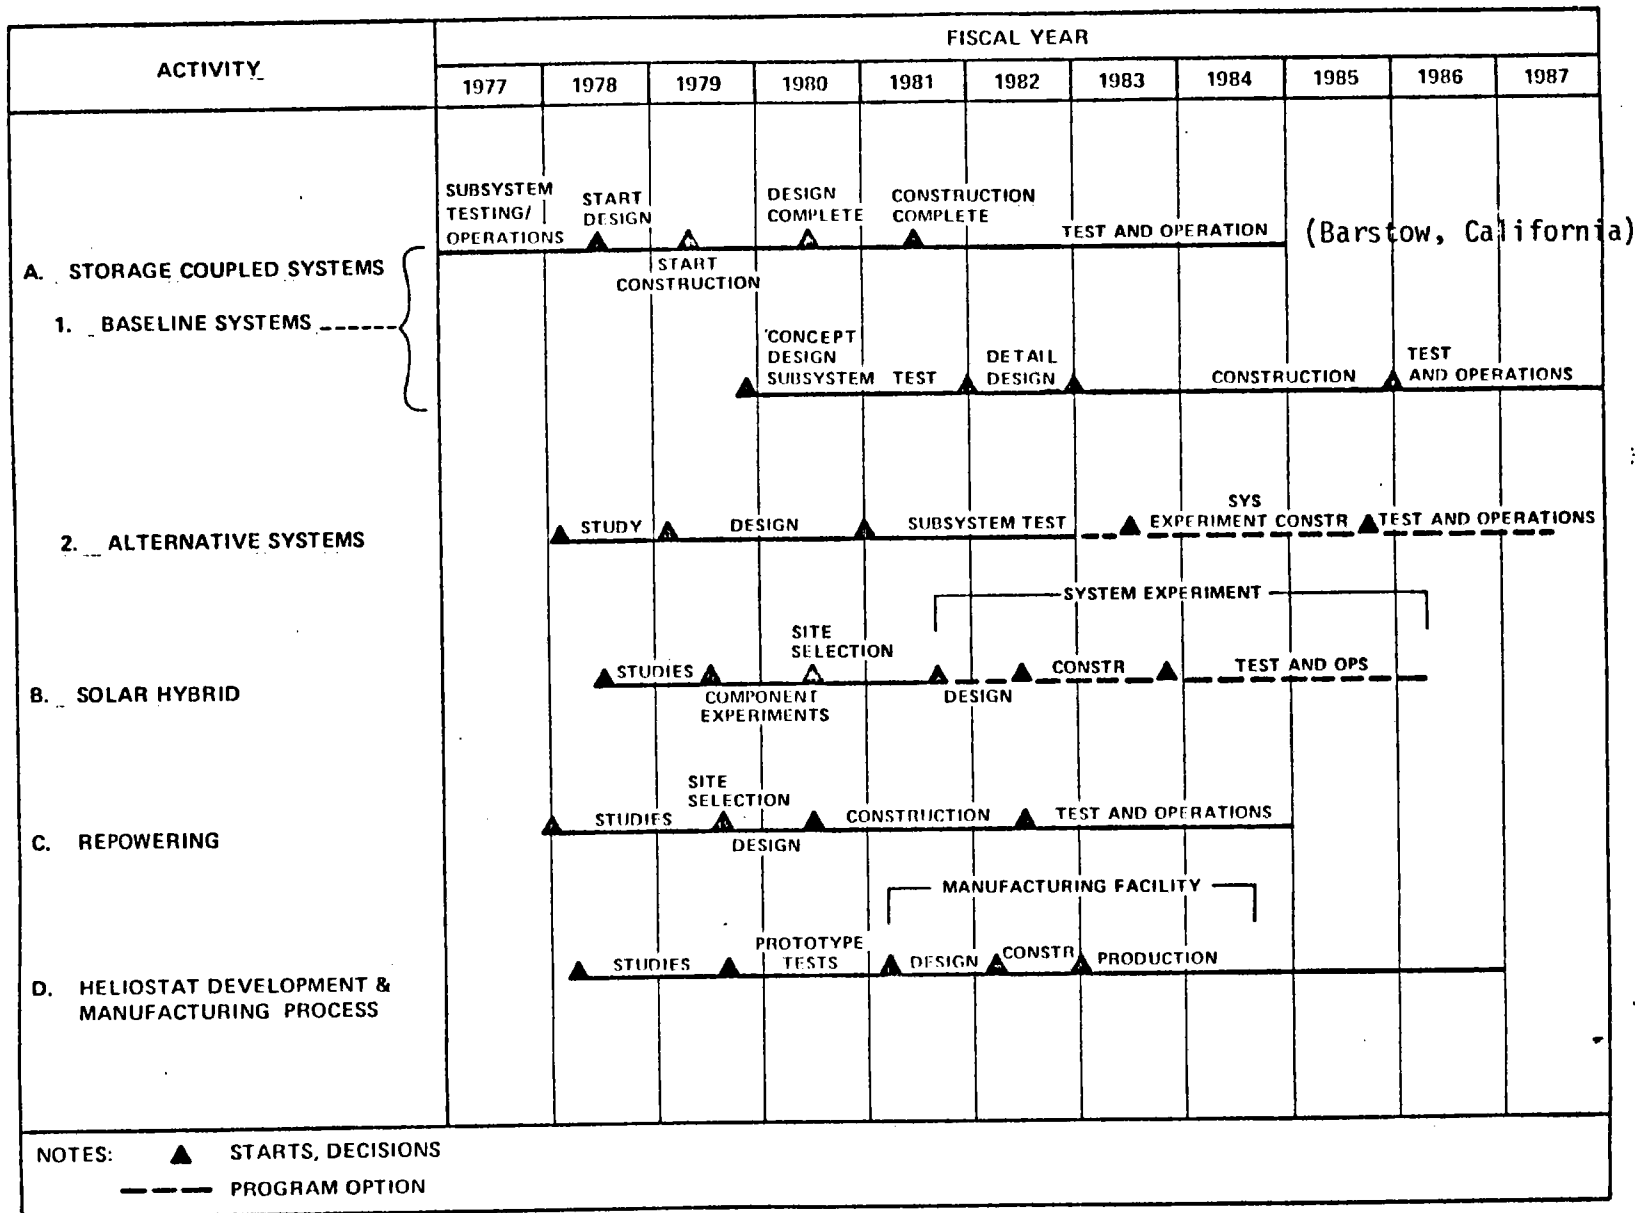 ACTIVITY
FISCAL YEAR
1977 1978 1979 1980 1981 1982 1983 1984 1985 1986 1987
SUBSYSTEM
TESTING/
OPERATIONS
START
DESIGN
START
CONSTRUCTION
DESIGN
COMPLETE
CONSTRUCTION
COMPLETE
TEST AND OPERATION
(Barstow, California)
A. STORAGE COUPLED SYSTEMS
1. BASELINE SYSTEMS
CONCEPT
DESIGN
SUBSYSTEM TEST
DETAIL
DESIGN
CONSTRUCTION
TEST
AND OPERATIONS
2. ALTERNATIVE SYSTEMS
STUDY
DESIGN
SUBSYSTEM TEST
SYS
EXPERIMENT CONSTR
TEST AND OPERATIONS
SYSTEM EXPERIMENT
B. SOLAR HYBRID
STUDIES
COMPONENT
EXPERIMENTS
SITE
SELECTION
DESIGN
CONSTR
TEST AND OPS
C. REPOWERING
STUDIES
SITE
SELECTION
DESIGN
CONSTRUCTION
TEST AND OPERATIONS
MANUFACTURING FACILITY
D. HELIOSTAT DEVELOPMENT &
MANUFACTURING PROCESS
STUDIES
PROTOTYPE
TESTS
DESIGN
CONSTR
PRODUCTION
NOTES: ▲ STARTS, DECISIONS
PROGRAM OPTION